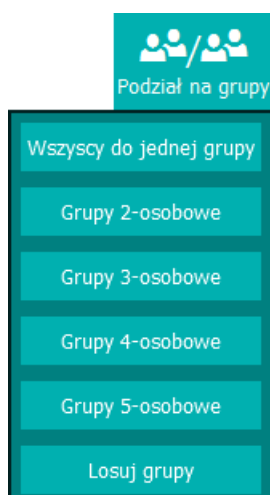 Podział na grupy
Wszyscy do jednej grupy
Grupy 2-osobowe
Grupy 3-osobowe
Grupy 4-osobowe
Grupy 5-osobowe
Losuj grupy